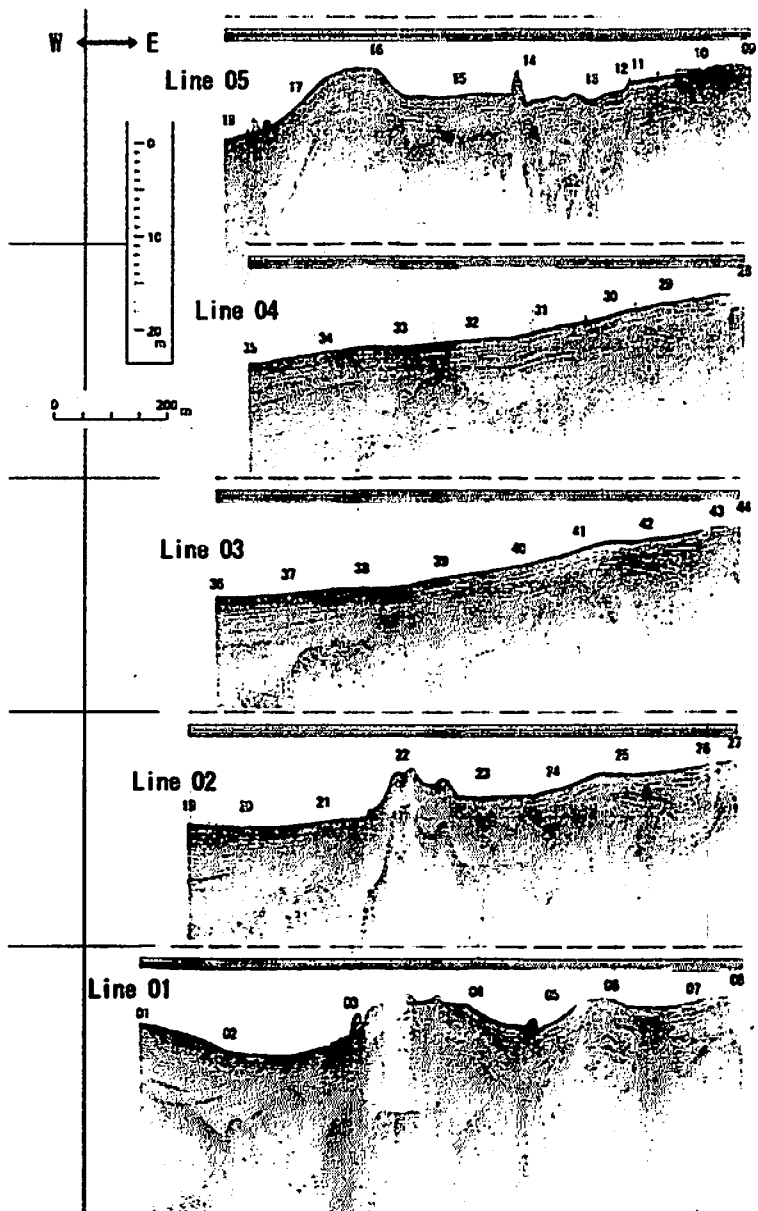 W E
Line 05
18 17 16 15 14 13 12 11 10 09
0
10
20
m
Line 04
35 34 33 32 31 30 29 28
0 200 m
Line 03
36 37 38 39 40 41 42 43 44
Line 02
19 20 21 22 23 24 25 26 27
Line 01
01 02 03 04 05 06 07 08